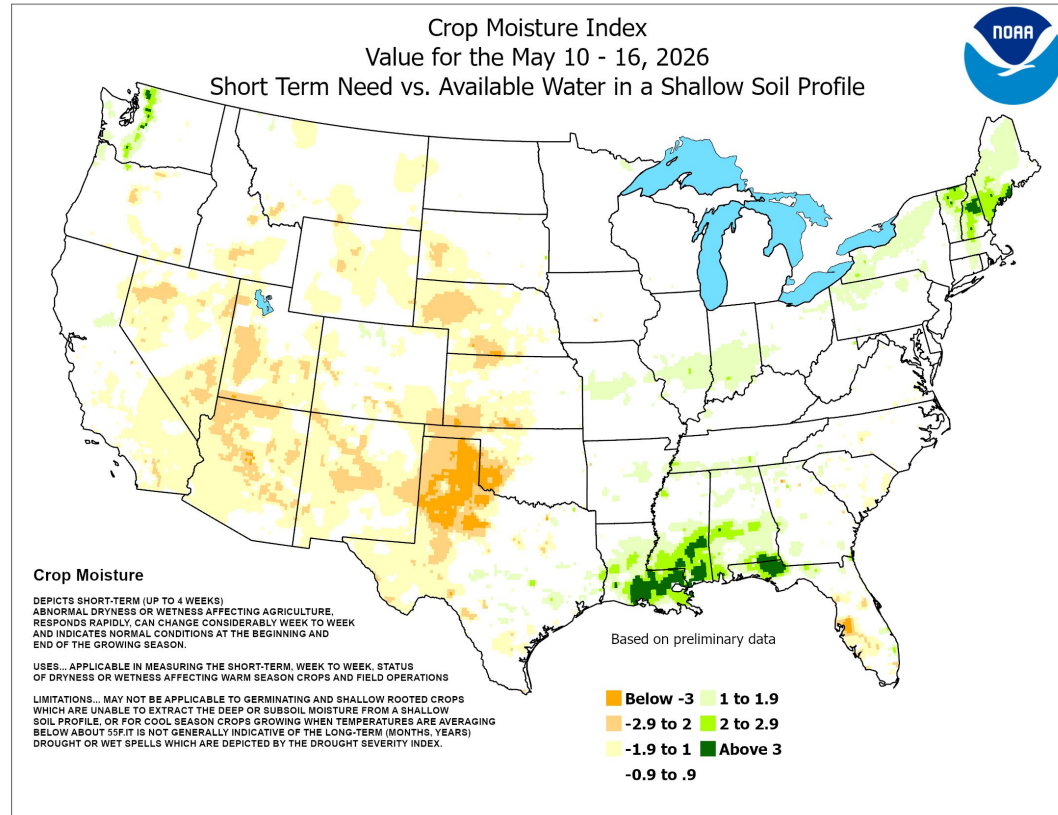 Crop Moisture Index
Value for the May 10 - 16, 2026
Short Term Need vs. Available Water in a Shallow Soil Profile
NOAA
Crop Moisture
DEPICTS SHORT-TERM (UP TO 4 WEEKS)
ABNORMAL DRYNESS OR WETNESS AFFECTING AGRICULTURE,
RESPONDS RAPIDLY, CAN CHANGE CONSIDERABLY WEEK TO WEEK
AND INDICATES NORMAL CONDITIONS AT THE BEGINNING AND
END OF THE GROWING SEASON.
USES... APPLICABLE IN MEASURING THE SHORT-TERM, WEEK TO WEEK, STATUS
OF DRYNESS OR WETNESS AFFECTING WARM SEASON CROPS AND FIELD OPERATIONS
LIMITATIONS... MAY NOT BE APPLICABLE TO GERMINATING AND SHALLOW ROOTED CROPS
WHICH ARE UNABLE TO EXTRACT THE DEEP OR SUBSOIL MOISTURE FROM A SHALLOW
SOIL PROFILE, OR FOR COOL SEASON CROPS GROWING WHEN TEMPERATURES ARE AVERAGING
BELOW ABOUT 55F.IT IS NOT GENERALLY INDICATIVE OF THE LONG-TERM (MONTHS, YEARS)
DROUGHT OR WET SPELLS WHICH ARE DEPICTED BY THE DROUGHT SEVERITY INDEX.
Based on preliminary data
Below -3
-2.9 to 2
-1.9 to 1
-0.9 to .9
1 to 1.9
2 to 2.9
Above 3